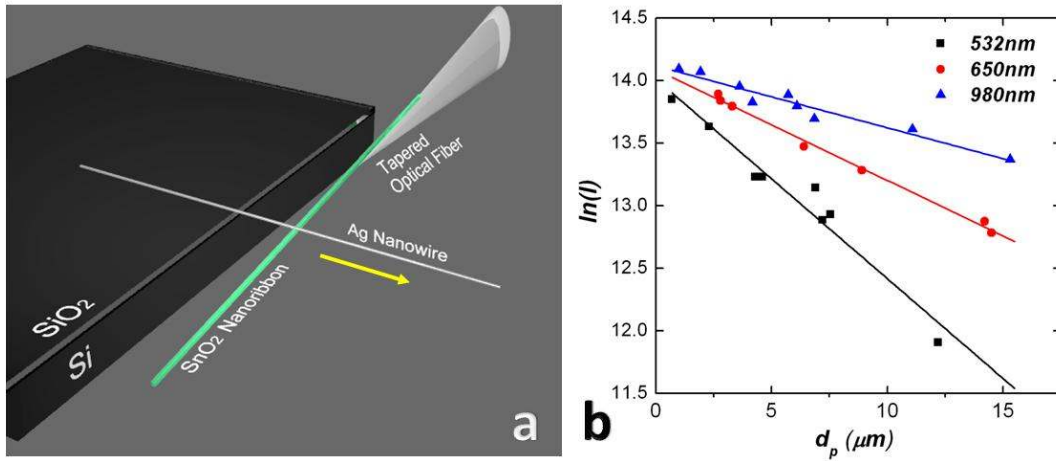 SiO2
Si
SnO2 Nanoribbon
Ag Nanowire
Tapered
Optical Fiber
a
14.5
14.0
13.5
13.0
12.5
12.0
11.5
ln(I)
532nm
650nm
980nm
0
5
10
15
dp (μm)
b